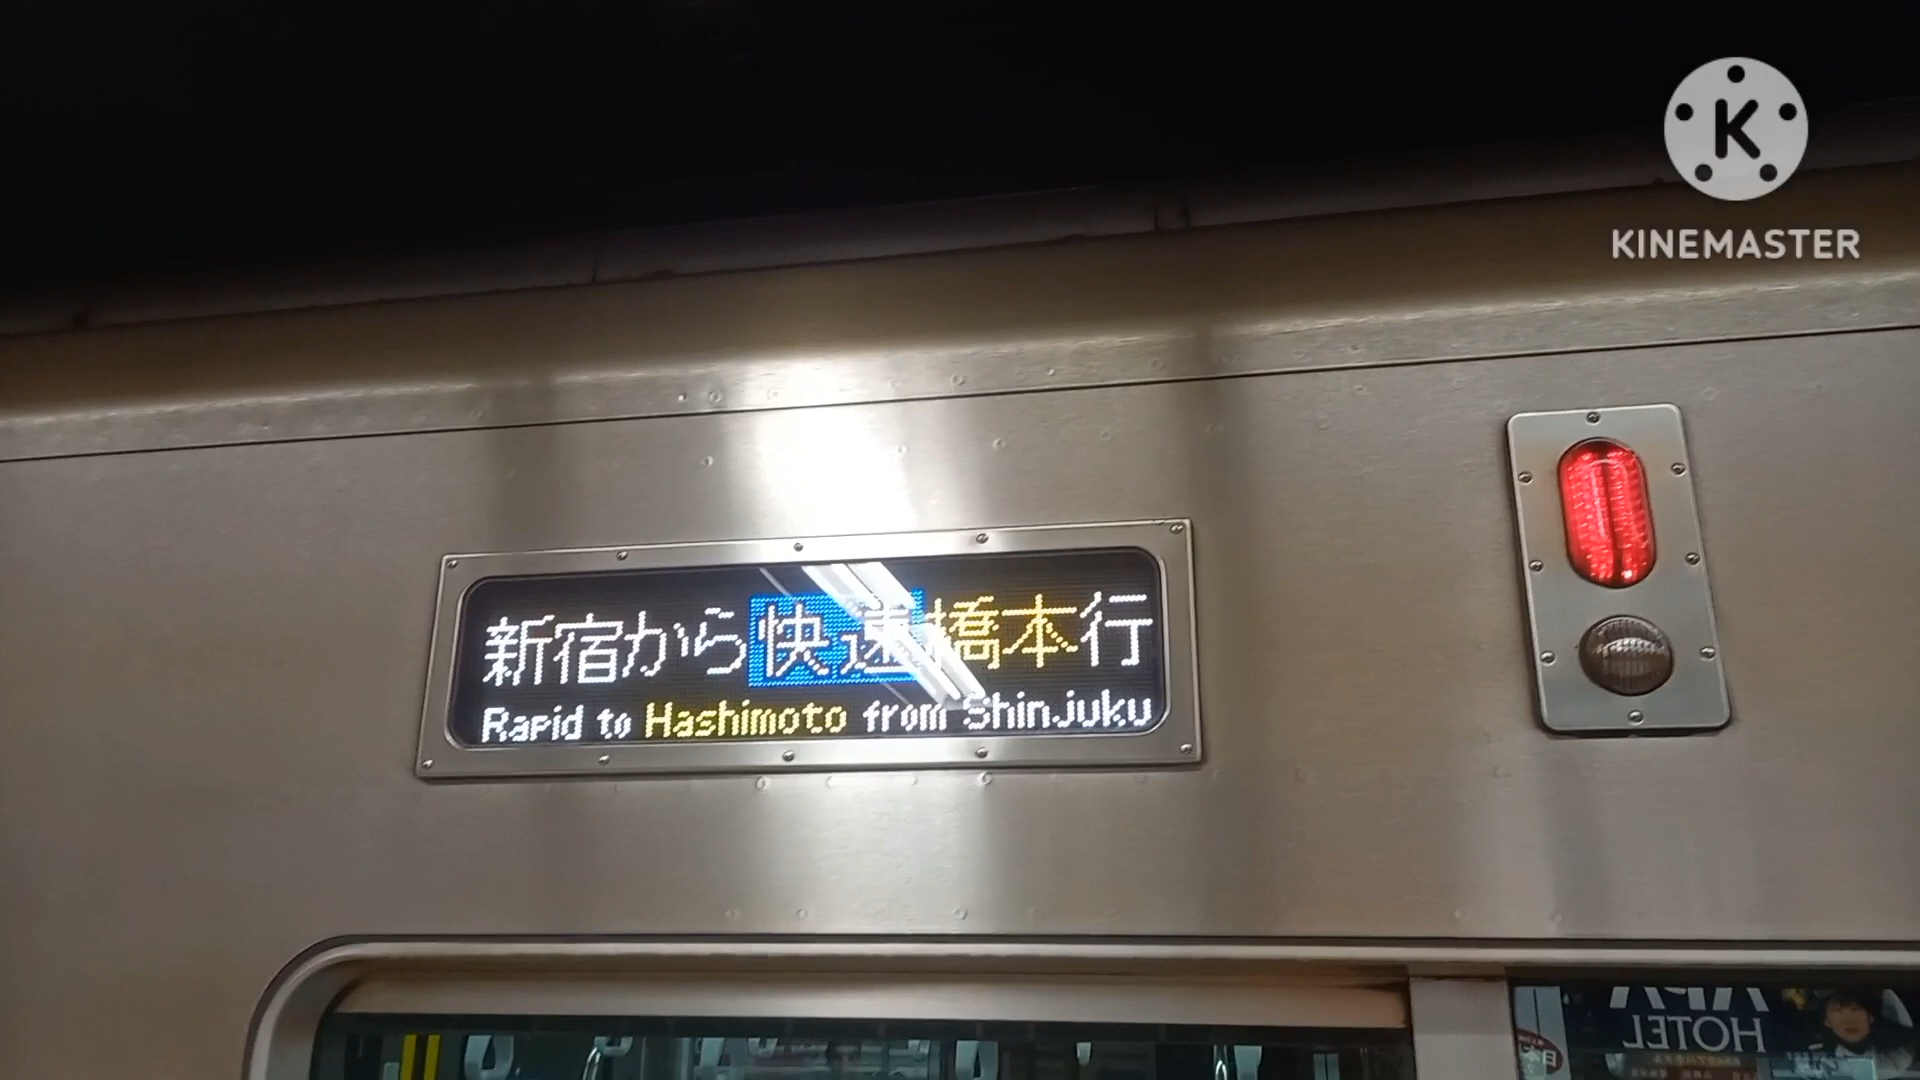 K
KINEMASTER
新宿から快速橋本行
Rapid to Hashimoto from Shinjuku
HOTEL